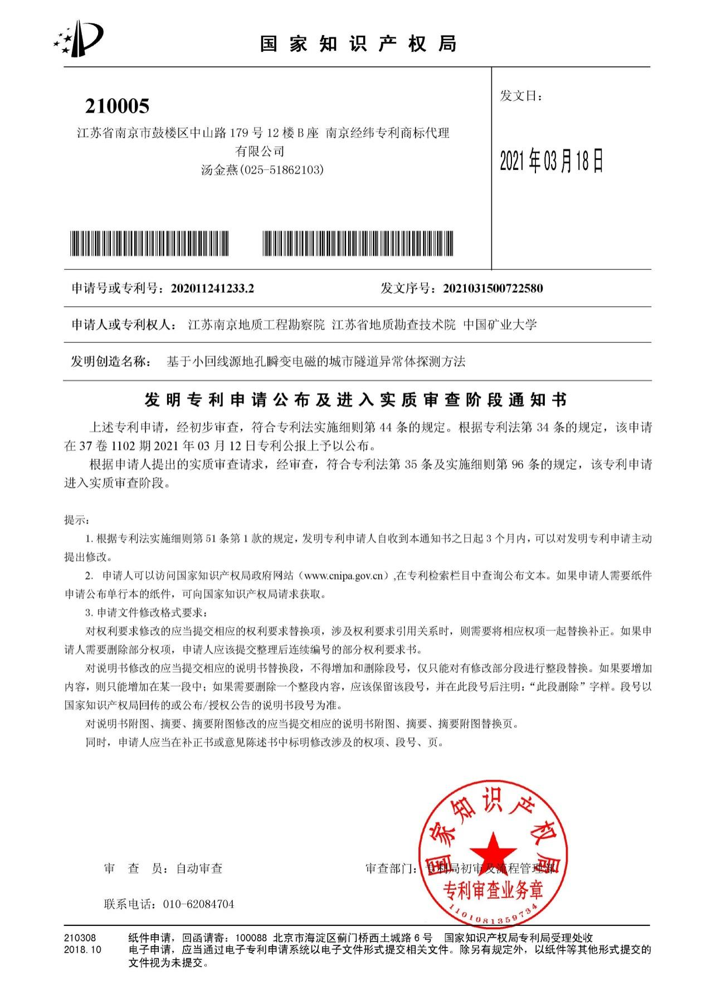 国家知识产权局
210005
江苏省南京市鼓楼区中山路 179 号 12 楼 B 座 南京经纬专利商标代理
有限公司
汤金燕(025-51862103)
发文日：
2021 年 03 月 18 日
申请号或专利号：202011241233.2
发文序号：2021031500722580
申请人或专利权人： 江苏南京地质工程勘察院 江苏省地质勘查技术院 中国矿业大学
发明创造名称： 基于小回线源地孔瞬变电磁的城市隧道异常体探测方法
发明专利申请公布及进入实质审查阶段通知书
上述专利申请，经初步审查，符合专利法实施细则第 44 条的规定。根据专利法第 34 条的规定，该申请
在 37 卷 1102 期 2021 年 03 月 12 日专利公报上予以公布。
根据申请人提出的实质审查请求，经审查，符合专利法第 35 条及实施细则第 96 条的规定，该专利申请
进入实质审查阶段。
提示：
1. 根据专利法实施细则第 51 条第 1 款的规定，发明专利申请人自收到本通知书之日起 3 个月内，可以对发明专利申请主动
提出修改。
2. 申请人可以访问国家知识产权局政府网站（www.cnipa.gov.cn）,在专利检索栏目中查询公布文本。如果申请人需要纸件
申请公布单行本的纸件，可向国家知识产权局请求获取。
3. 申请文件修改格式要求：
对权利要求修改的应当提交相应的权利要求替换项，涉及权利要求引用关系时，则需要将相应权项一起替换补正。如果申
请人需要删除部分权项，申请人应该提交整理后连续编号的部分权利要求书。
对说明书修改的应当提交相应的说明书替换段，不得增加和删除段号，仅只能对有修改部分段进行整段替换。如果要增加
内容，则只能增加在某一段中；如果需要删除一个整段内容，应该保留该段号，并在此段号后注明：“此段删除”字样。段号以
国家知识产权局回传的或公布/授权公告的说明书段号为准。
对说明书附图、摘要、摘要附图修改的应当提交相应的说明书附图、摘要、摘要附图替换页。
同时，申请人应当在补正书或意见陈述书中标明修改涉及的权项、段号、页。
审 查 员：自动审查
审查部门：专利局初审及流程管理部
联系电话：010-62084704
国家知识产权局
专利审查业务章
1101081359734
210308
2018.10
纸件申请，回函请寄：100088 北京市海淀区蓟门桥西土城路 6 号 国家知识产权局专利局受理处收
电子申请，应当通过电子专利申请系统以电子文件形式提交相关文件。除另有规定外，以纸件等其他形式提交的
文件视为未提交。